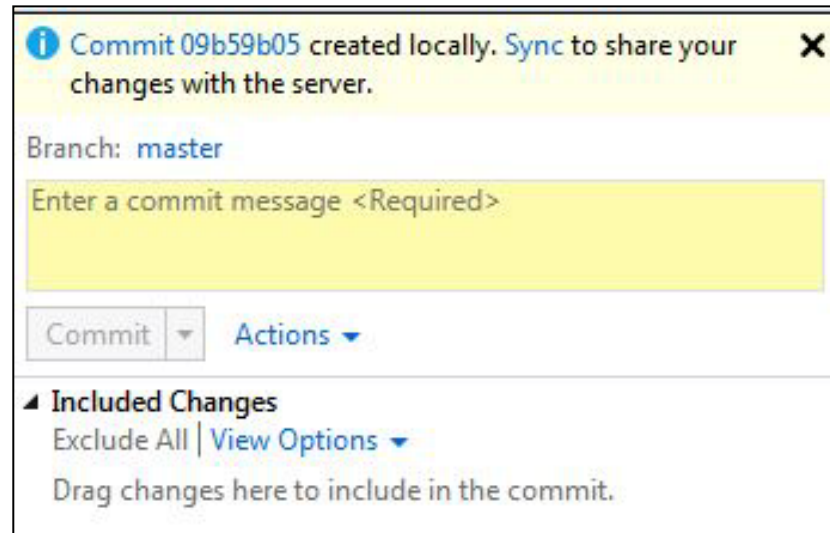 Commit 09b59b05 created locally. Sync to share your
changes with the server.
Branch: master
Enter a commit message <Required>
Commit Actions
Included Changes
Exclude All | View Options
Drag changes here to include in the commit.